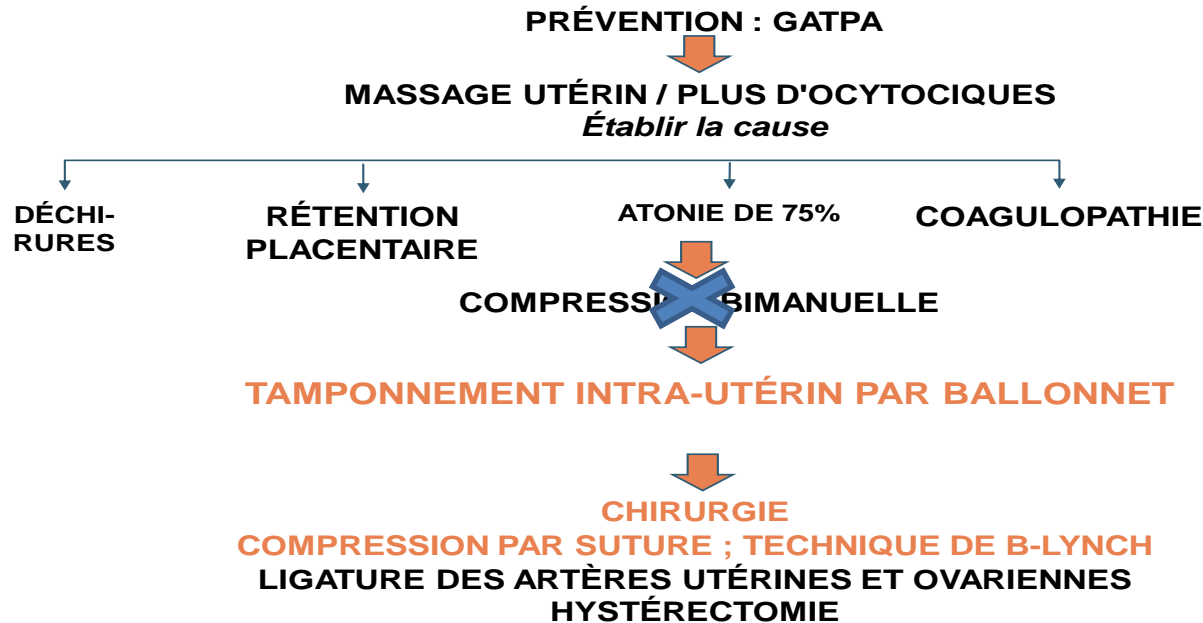 PRÉVENTION : GATPA
MASSAGE UTÉRIN / PLUS D'OCYTOCIQUES
Établir la cause
DÉCHI-
RURES
RÉTENTION
PLACENTAIRE
ATONIE DE 75%
COAGULOPATHIE
COMPRESSION BIMANUELLE
TAMPONNEMENT INTRA-UTÉRIN PAR BALLONNET
CHIRURGIE
COMPRESSION PAR SUTURE ; TECHNIQUE DE B-LYNCH
LIGATURE DES ARTÈRES UTÉRINES ET OVARIENNES
HYSTÉRECTOMIE